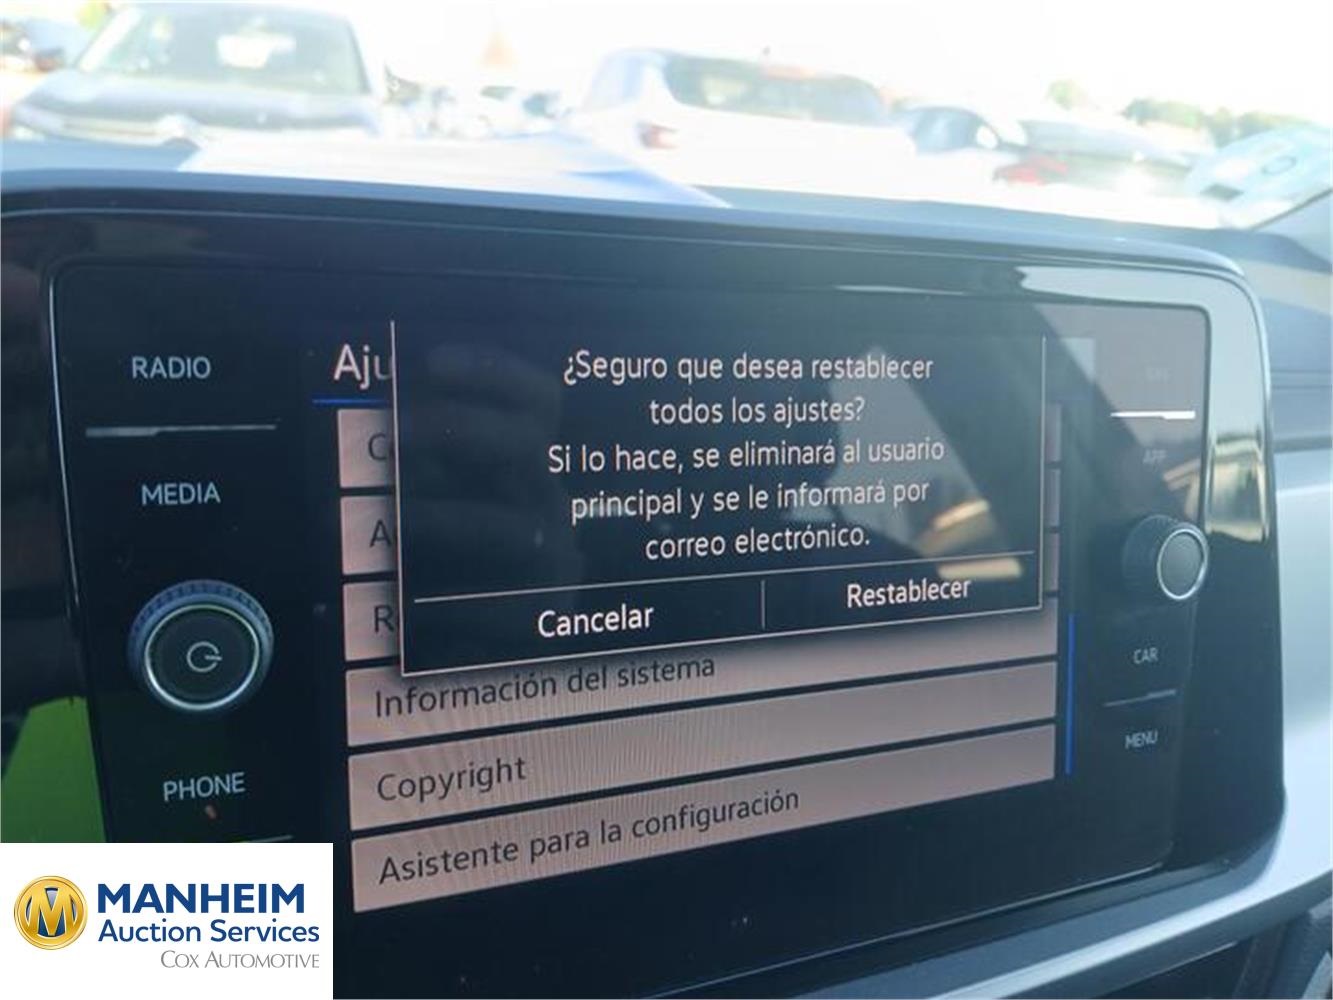 RADIO
MEDIA
PHONE
Aju
¿Seguro que desea restablecer
todos los ajustes?
Si lo hace, se eliminará al usuario
principal y se le informará por
correo electrónico.
Cancelar
Restablecer
Información del sistema
Copyright
Asistente para la configuración
APP
CAR
MENU
MANHEIM
Auction Services
COX AUTOMOTIVE